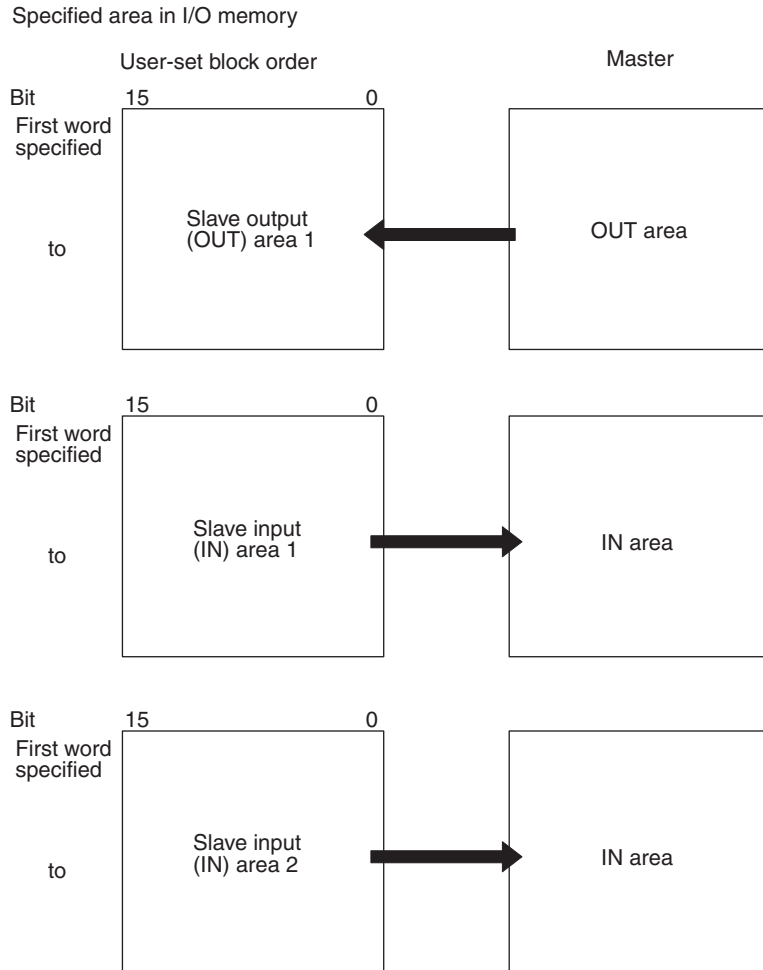 Specified area in I/O memory
User-set block order
Master
Bit
15
0
First word
specified
to
Slave output
(OUT) area 1
OUT area
Bit
15
0
First word
specified
to
Slave input
(IN) area 1
IN area
Bit
15
0
First word
specified
to
Slave input
(IN) area 2
IN area